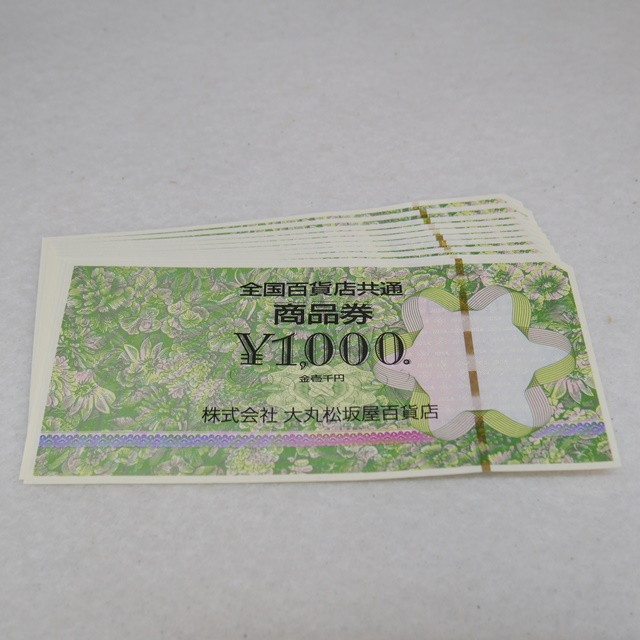 全国百貨店共通
商品券
¥1,000.
金壱千円
株式会社 大丸松坂屋百貨店